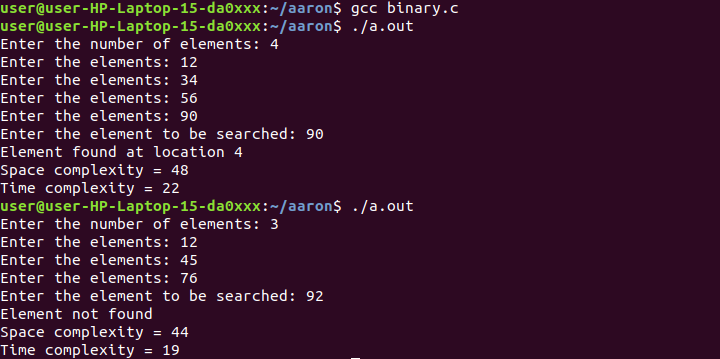 user@user-HP-Laptop-15-da0xxx:~/aaron$ gcc binary.c
user@user-HP-Laptop-15-da0xxx:~/aaron$ ./a.out
Enter the number of elements: 4
Enter the elements: 12
Enter the elements: 34
Enter the elements: 56
Enter the elements: 90
Enter the element to be searched: 90
Element found at location 4
Space complexity = 48
Time complexity = 22
user@user-HP-Laptop-15-da0xxx:~/aaron$ ./a.out
Enter the number of elements: 3
Enter the elements: 12
Enter the elements: 45
Enter the elements: 76
Enter the element to be searched: 92
Element not found
Space complexity = 44
Time complexity = 19